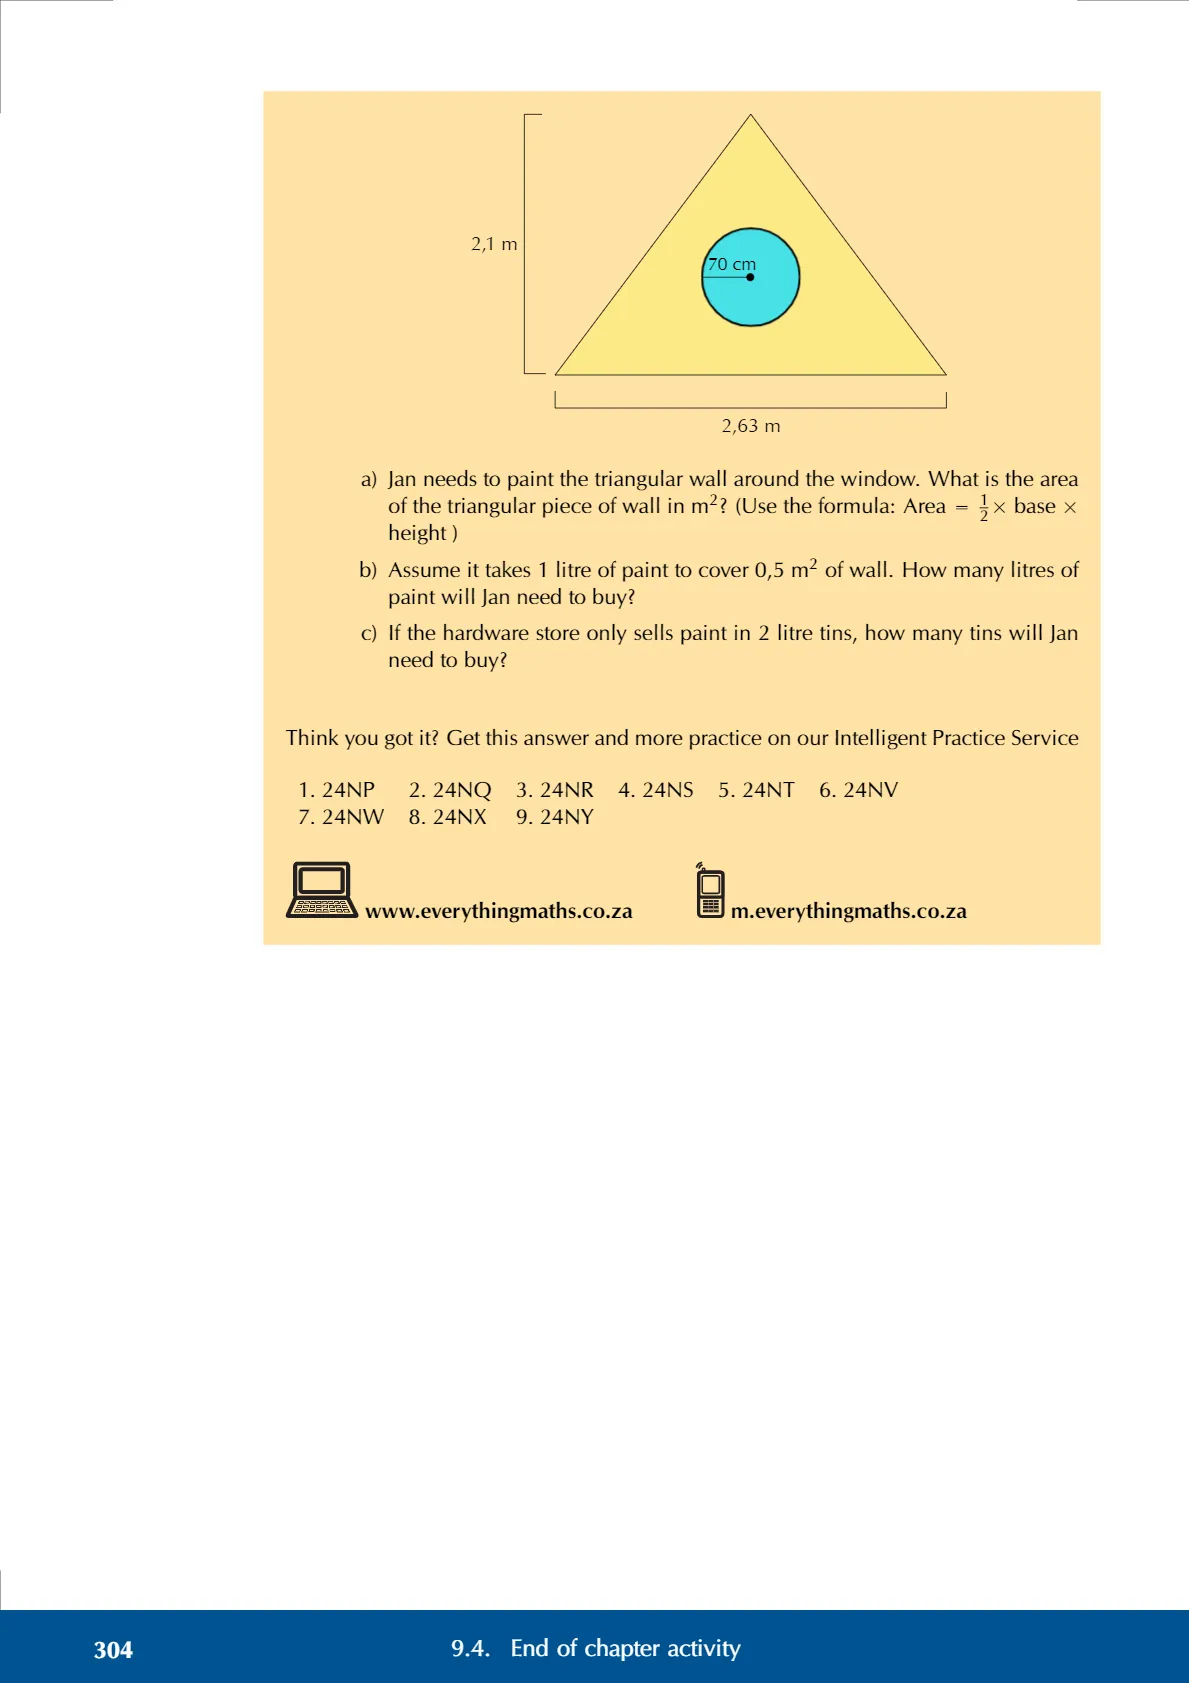 2,1 m
70 cm
2,63 m
a) Jan needs to paint the triangular wall around the window. What is the area
of the triangular piece of wall in m²? (Use the formula: Area = ½ × base ×
height )
b) Assume it takes 1 litre of paint to cover 0,5 m² of wall. How many litres of
paint will Jan need to buy?
c) If the hardware store only sells paint in 2 litre tins, how many tins will Jan
need to buy?
Think you got it? Get this answer and more practice on our Intelligent Practice Service
1. 24NP 2. 24NQ 3. 24NR 4. 24NS 5. 24NT 6. 24NV
7. 24NW 8. 24NX 9. 24NY
www.everythingmaths.co.za m.everythingmaths.co.za
304 9.4. End of chapter activity